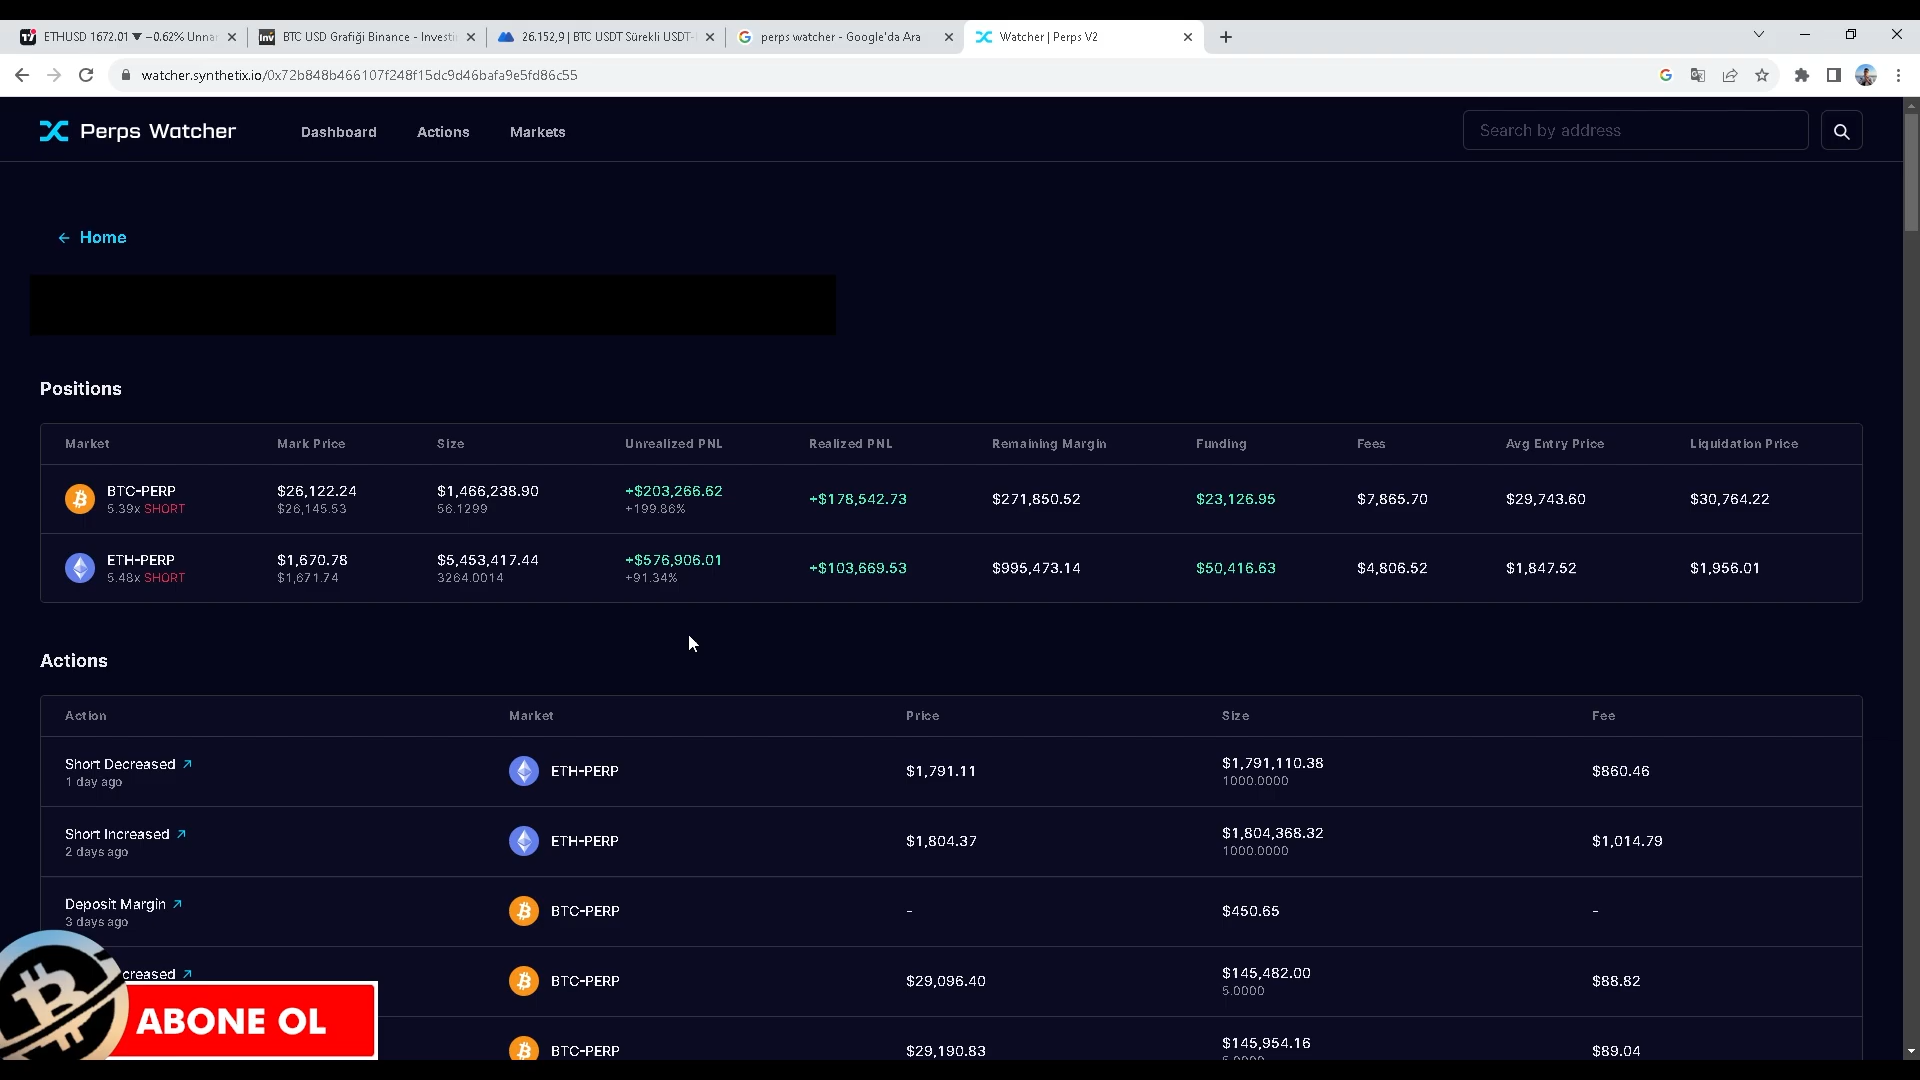 ETHUSD 1672.01 ▼ −0.62% Unna
BTC USD Grafiği Binance - Investi
26.152,9 | BTC USDT Sürekli USDT-
perps watcher - Google'da Ara
Watcher | Perps V2
watcher.synthetix.io/0x72b848b466107f248f15dc9d46bafa9e5fd86c55
Perps Watcher Dashboard Actions Markets Search by address
← Home
Positions
Market Mark Price Size Unrealized PNL Realized PNL Remaining Margin Funding Fees Avg Entry Price Liquidation Price
BTC-PERP $26,122.24 $1,466,238.90 +$203,266.62 +$178,542.73 $271,850.52 $23,126.95 $7,865.70 $29,743.60 $30,764.22
5.39x SHORT $26,145.53 56.1299 +199.86%
ETH-PERP $1,670.78 $5,453,417.44 +$576,906.01 +$103,669.53 $995,473.14 $50,416.63 $4,806.52 $1,847.52 $1,956.01
5.48x SHORT $1,671.74 3264.0014 +91.34%
Actions
Action Market Price Size Fee
Short Decreased ETH-PERP $1,791.11 $1,791,110.38 $860.46
1 day ago 1000.0000
Short Increased ETH-PERP $1,804.37 $1,804,368.32 $1,014.79
2 days ago 1000.0000
Deposit Margin BTC-PERP - $450.65 -
3 days ago
creased BTC-PERP $29,096.40 $145,482.00 $88.82
5.0000
BTC-PERP $29,190.83 $145,954.16 $89.04
ABONE OL